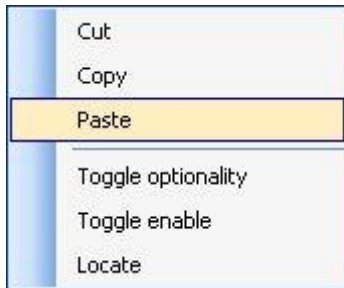 Cut
Copy
Paste
Toggle optionality
Toggle enable
Locate